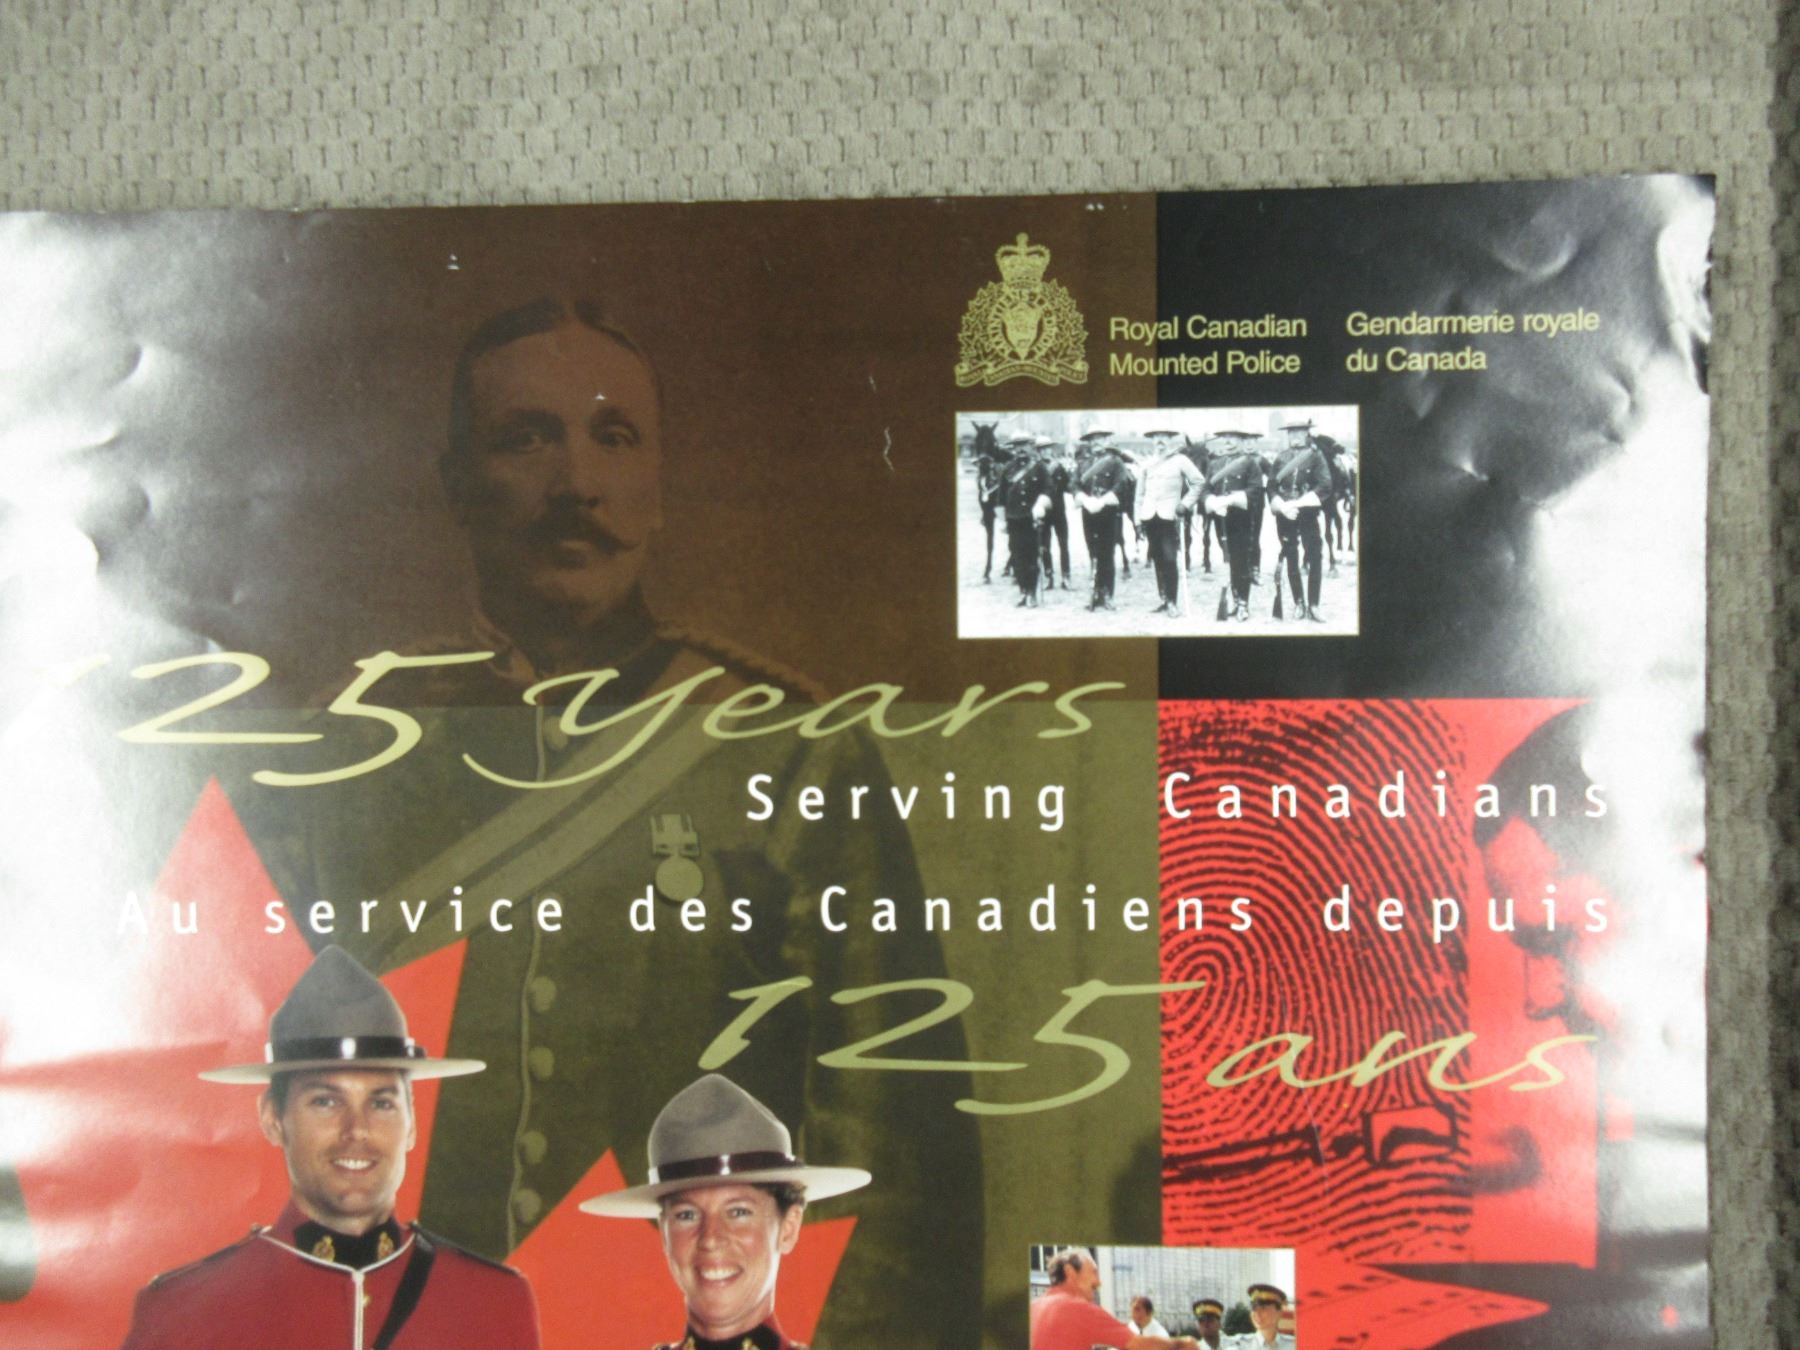 Royal Canadian
Mounted Police
Gendarmerie royale
du Canada
125 years
Serving Canadians
Au service des Canadiens depuis
125 ans